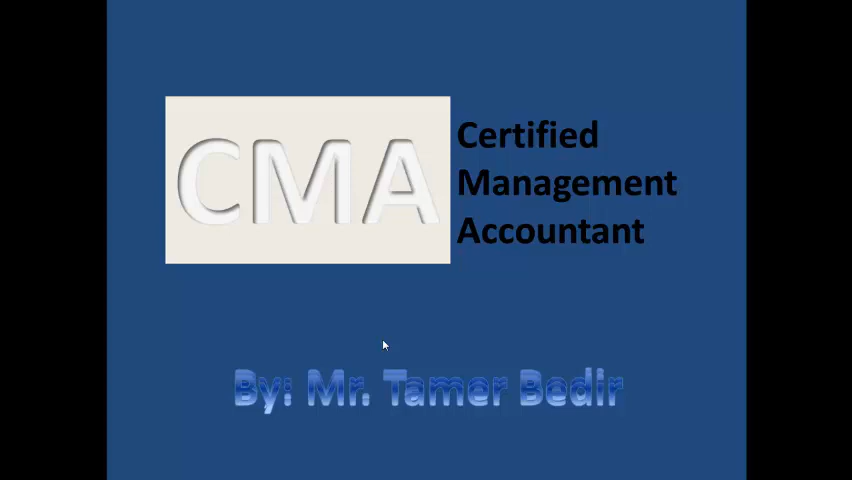 CMA
Certified
Management
Accountant
By: Mr. Tamer Bedir